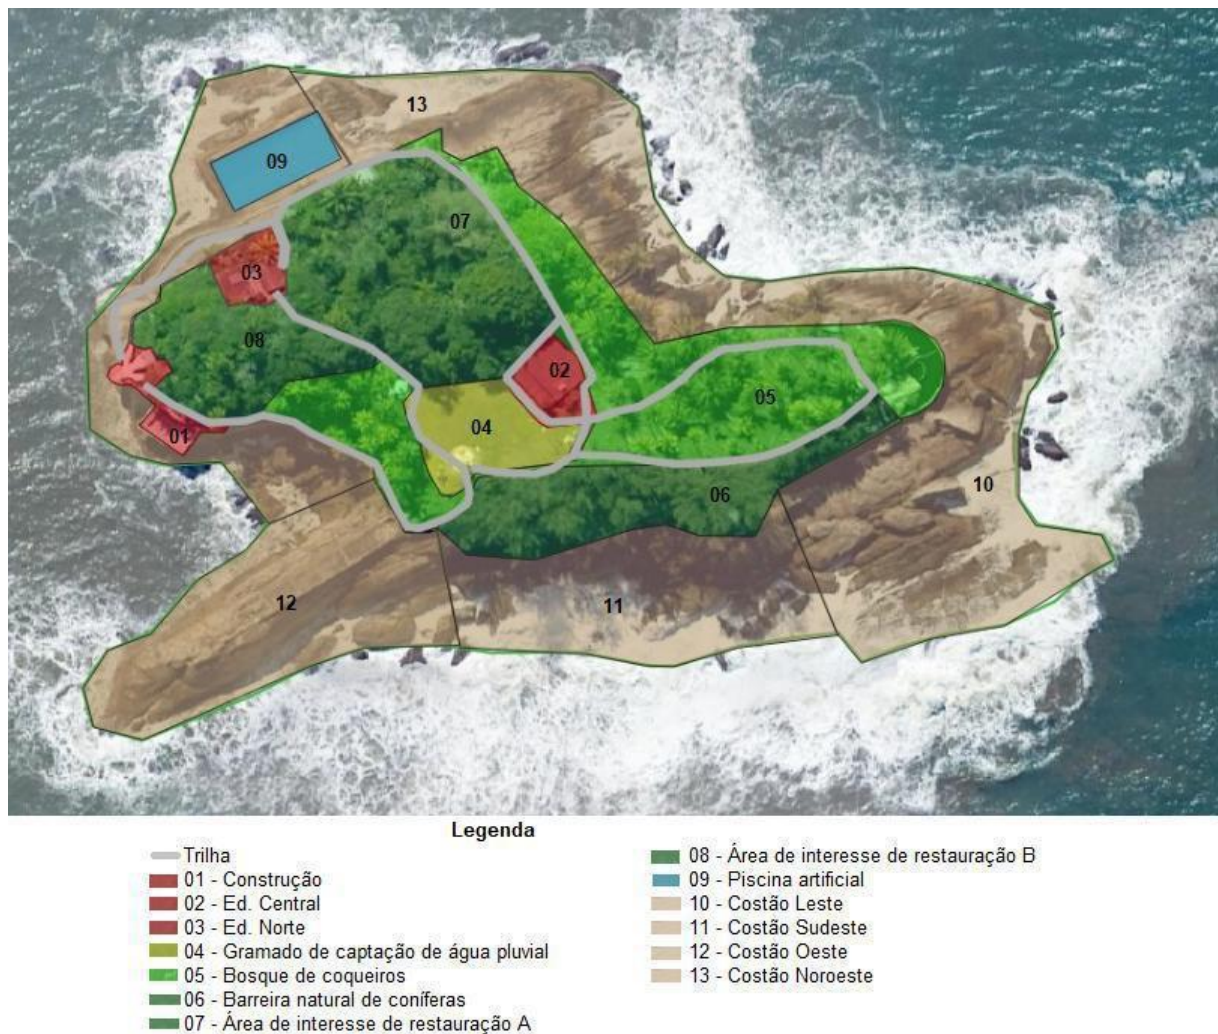 13
09
07
03
08
02
05
04
01
06
10
12
11
Legenda
Trilha
01 - Construção
02 - Ed. Central
03 - Ed. Norte
04 - Gramado de captação de água pluvial
05 - Bosque de coqueiros
06 - Barreira natural de coníferas
07 - Área de interesse de restauração A
08 - Área de interesse de restauração B
09 - Piscina artificial
10 - Costão Leste
11 - Costão Sudeste
12 - Costão Oeste
13 - Costão Noroeste